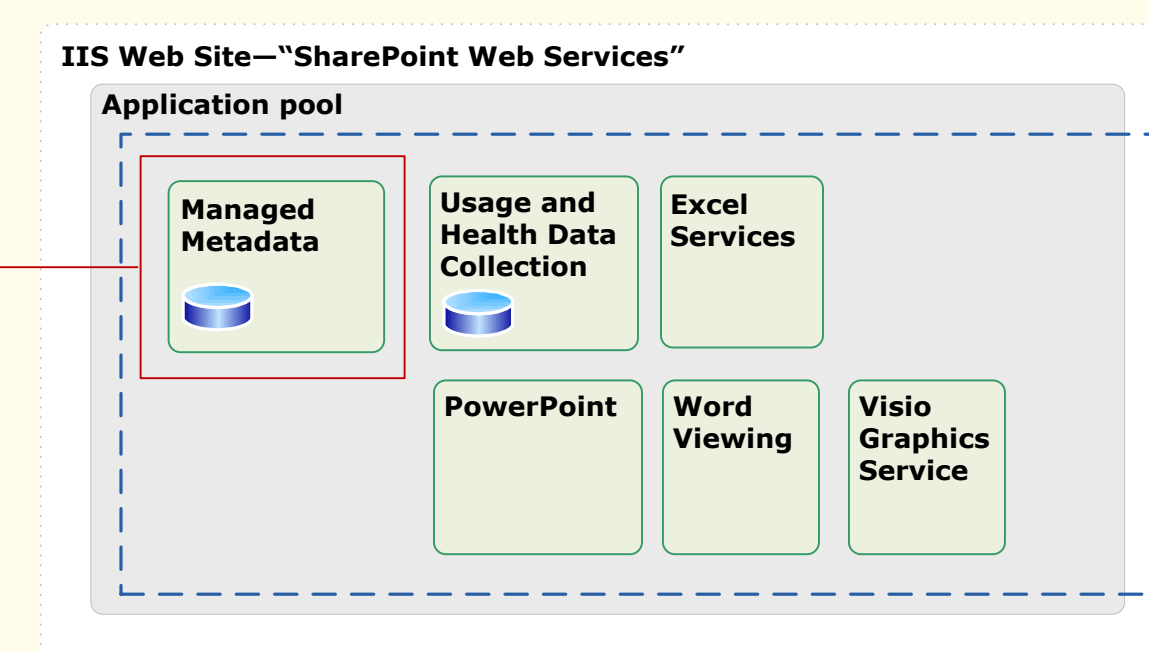 IIS Web Site—“SharePoint Web Services”
Application pool
Managed
Metadata
Usage and
Health Data
Collection
Excel
Services
PowerPoint
Word
Viewing
Visio
Graphics
Service